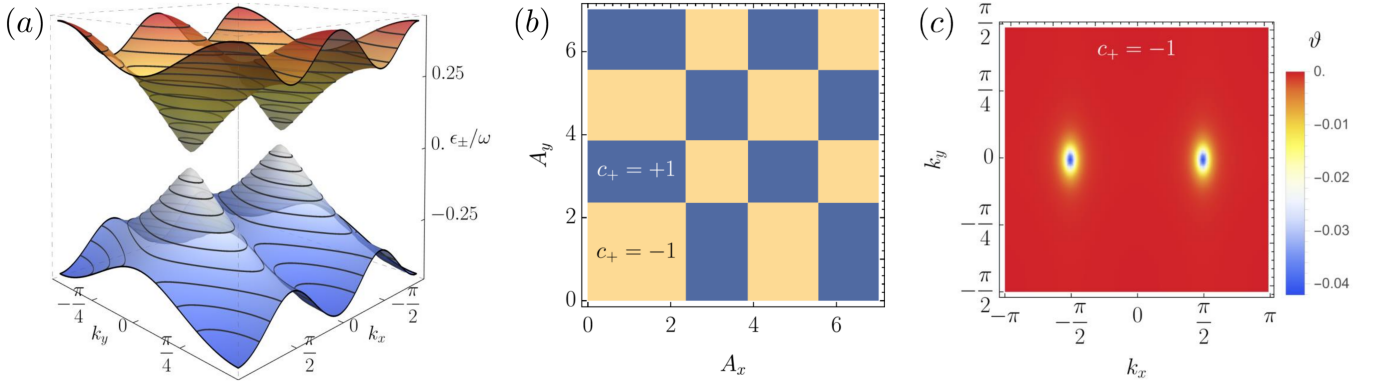 (a)
0.25
0. ϵ±/ω
−0.25
−π/4
0
π/4
k_y
π/2
0
−π/2
k_x
(b)
6
4
2
0
A_y
c₊ = +1
c₊ = −1
0 2 4 6
A_x
(c)
π/2
π/4
0
−π/4
−π/2
k_y
c₊ = −1
−π −π/2 0 π/2 π
k_x
ϑ
0.
−0.01
−0.02
−0.03
−0.04